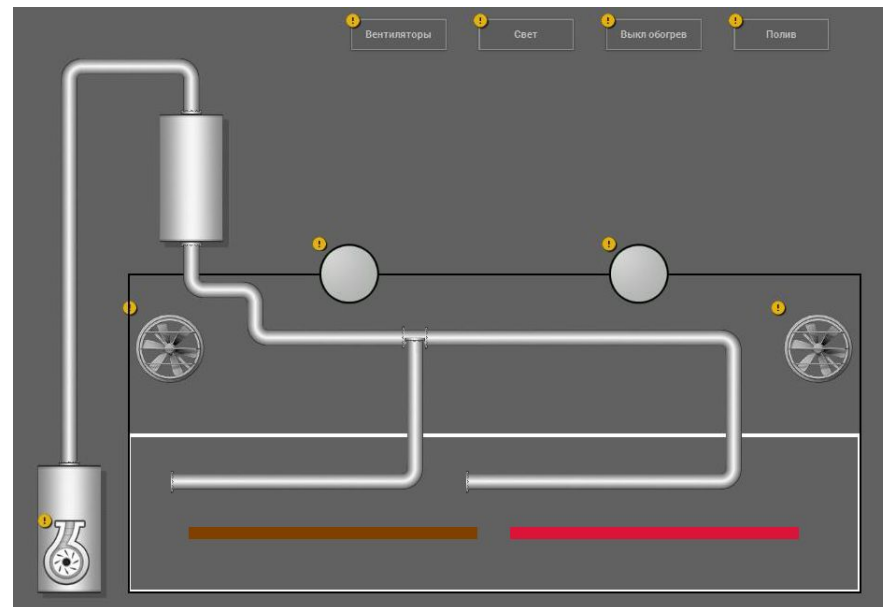 Вентиляторы
Свет
Выкл обогрев
Полив